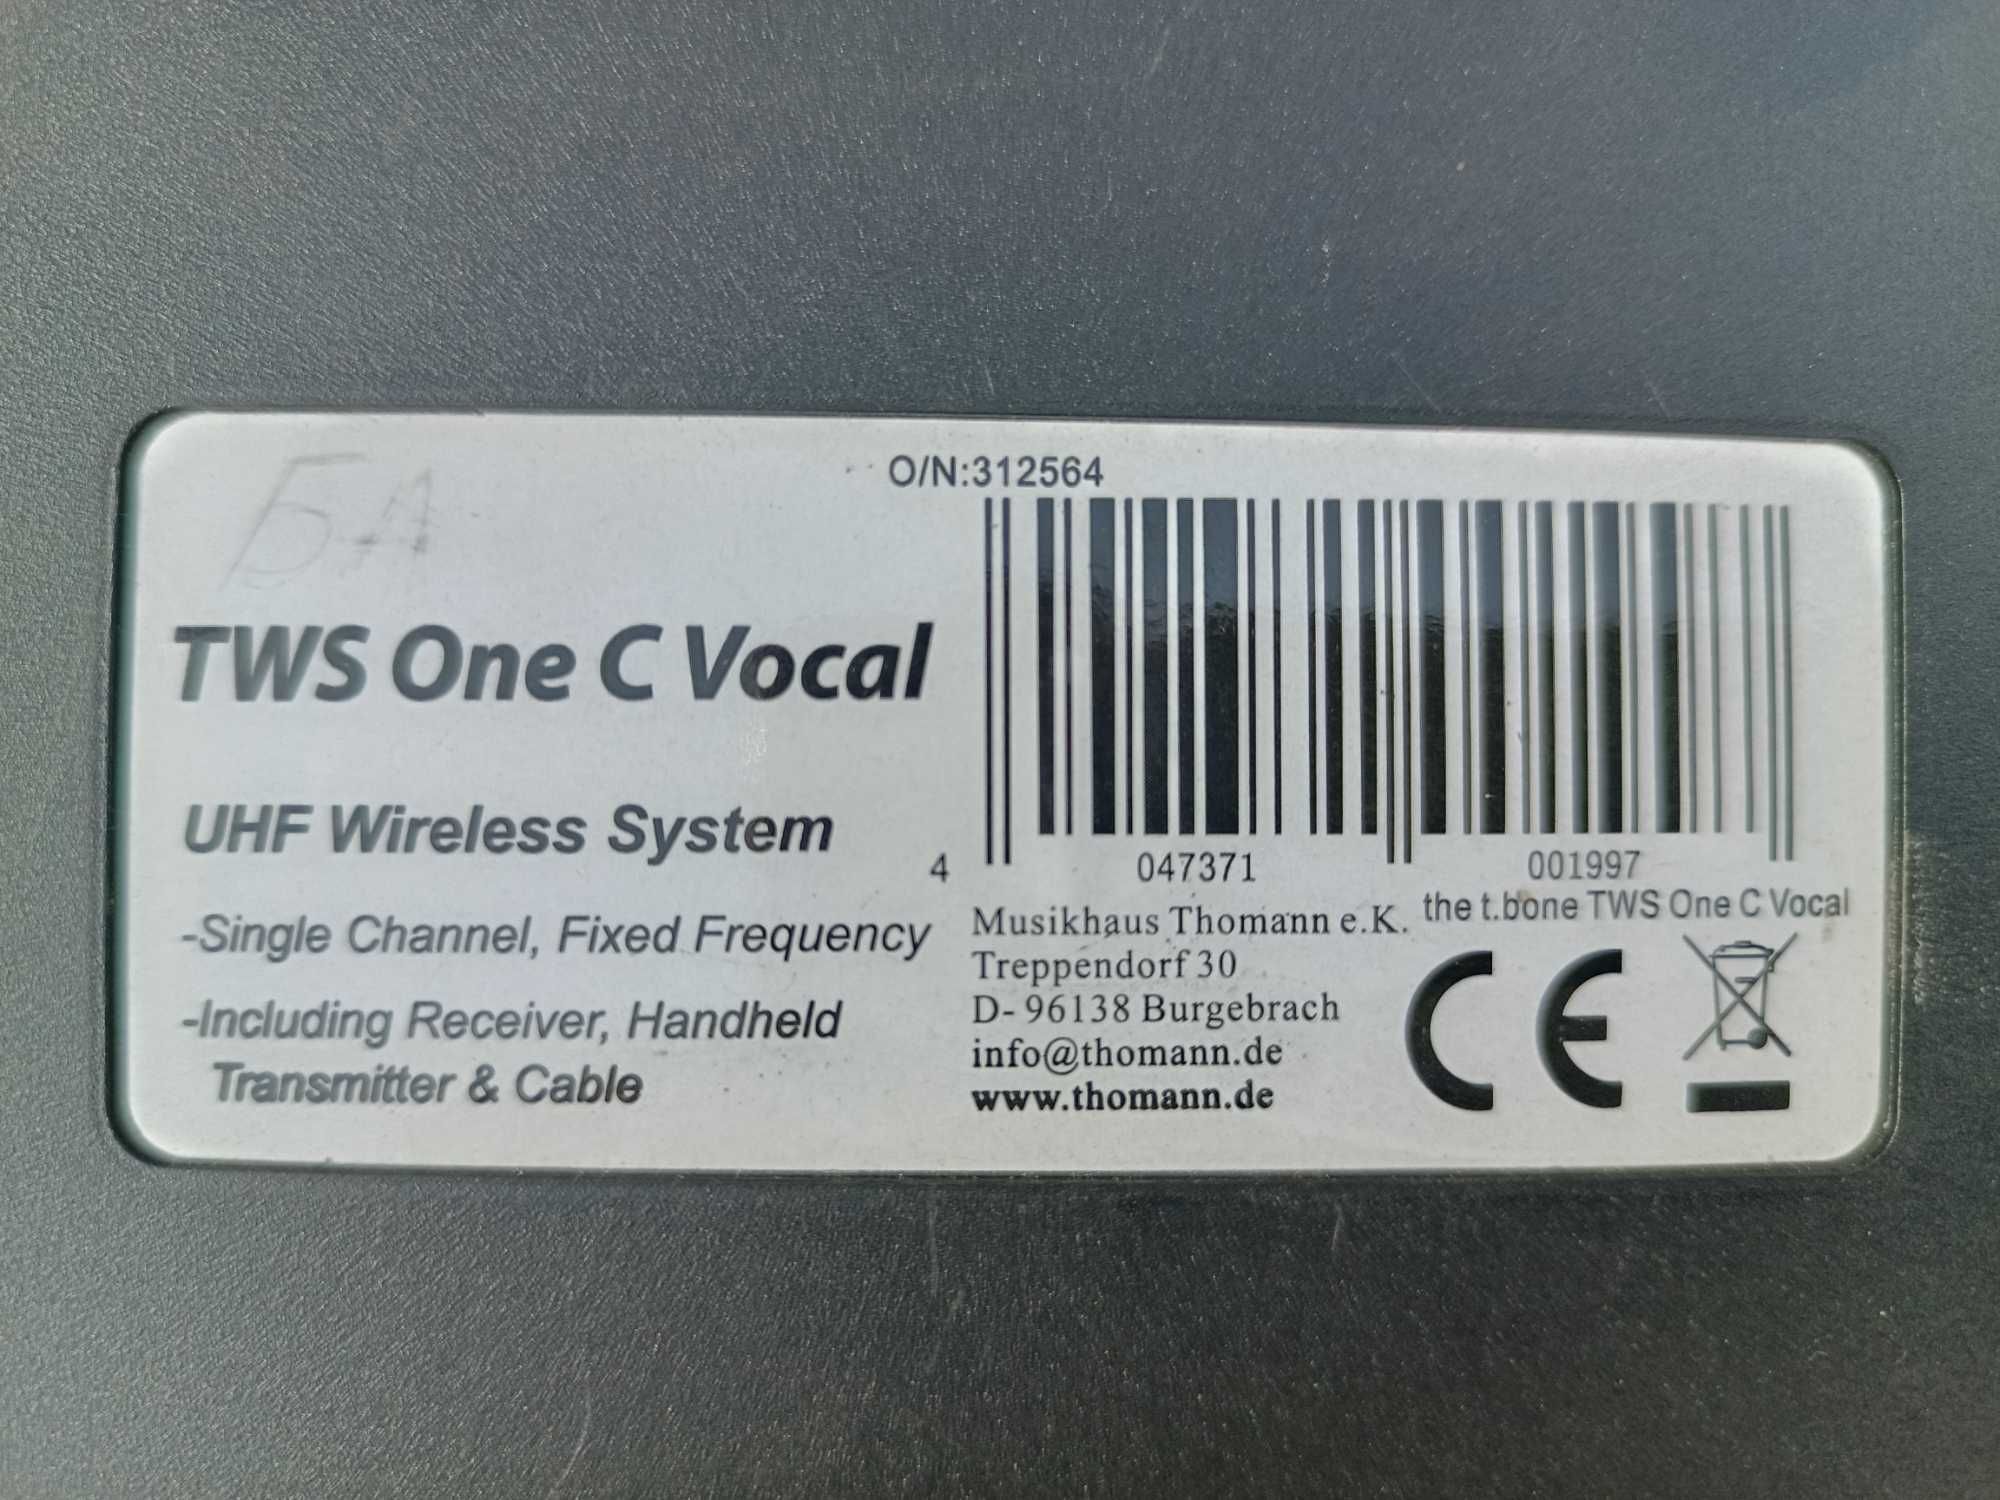 БА
O/N:312564
TWS One C Vocal
UHF Wireless System
-Single Channel, Fixed Frequency
-Including Receiver, Handheld
Transmitter & Cable
4 047371 001997
the t.bone TWS One C Vocal
Musikhaus Thomann e.K.
Treppendorf 30
D- 96138 Burgebrach
info@thomann.de
www.thomann.de
CE